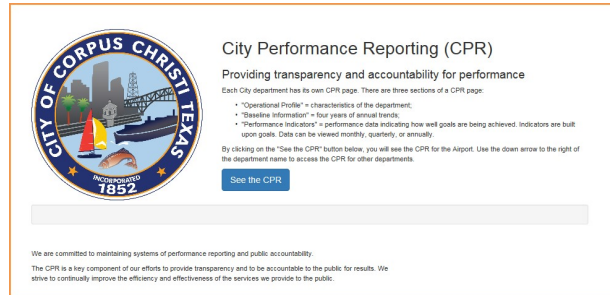 CITY OF CORPUS CHRISTI TEXAS
INCORPORATED
1852
City Performance Reporting (CPR)
Providing transparency and accountability for performance
Each City department has its own CPR page. There are three sections of a CPR page:
• "Operational Profile" = characteristics of the department;
• "Baseline Information" = four years of annual trends;
• "Performance Indicators" = performance data indicating how well goals are being achieved. Indicators are built
upon goals. Data can be viewed monthly, quarterly, or annually.
By clicking on the "See the CPR" button below, you will see the CPR for the Airport. Use the down arrow to the right of
the department name to access the CPR for other departments.
See the CPR
We are committed to maintaining systems of performance reporting and public accountability.
The CPR is a key component of our efforts to provide transparency and to be accountable to the public for results. We
strive to continually improve the efficiency and effectiveness of the services we provide to the public.